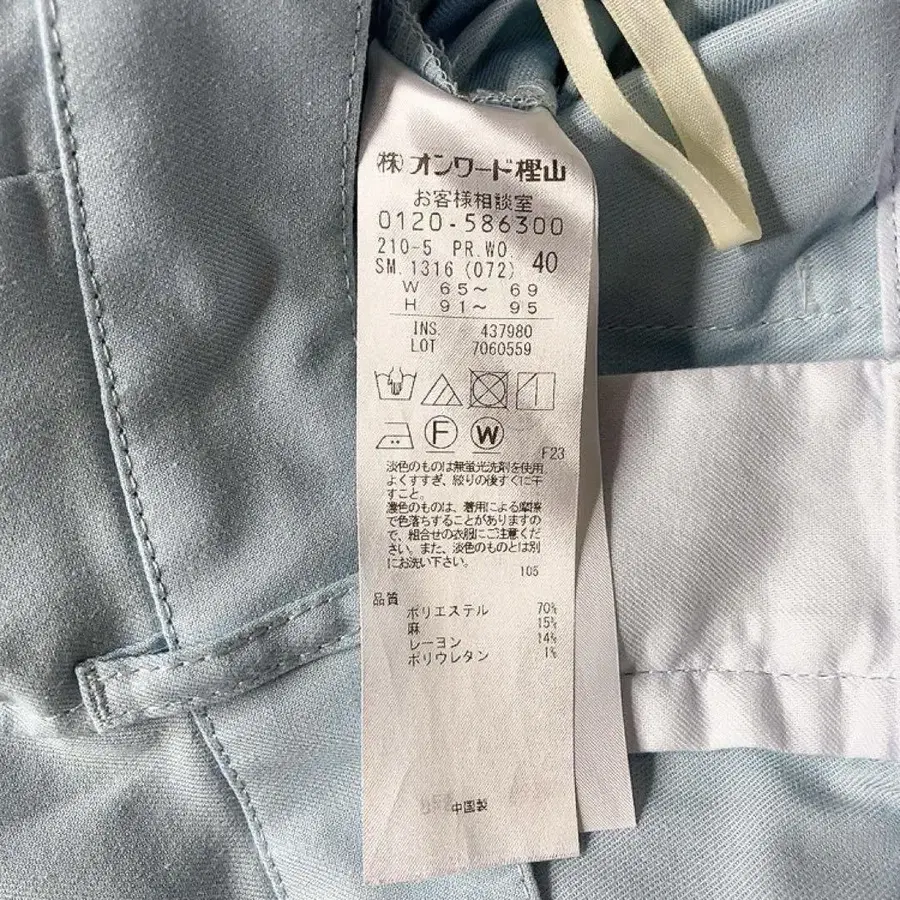 ㈱オンワード樫山
お客様相談室
0120-586300
210-5 PR.WO.
SM.1316(072) 40
W 65～ 69
H 91～ 95
INS. 437980
LOT 7060559
F W
F23
淡色のものは無蛍光洗剤を使用
よくすすぎ、絞りの後すぐに干
すこと。
濃色のものは、着用による摩擦
で色落ちすることがありますの
で、組合せの衣服にご注意くだ
さい。また、淡色のものとは別
にお洗い下さい。
105
品質
ポリエステル 70%
麻 15%
レーヨン 14%
ポリウレタン 1%
中国製